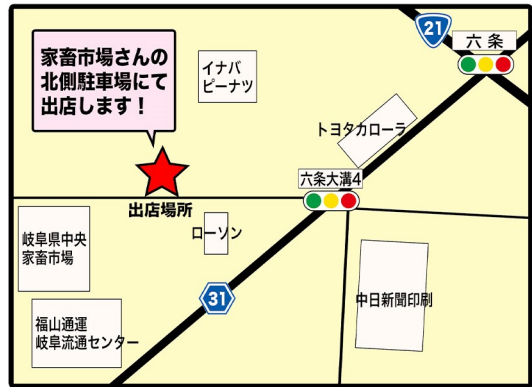 家畜市場さんの
北側駐車場にて
出店します！
イナバ
ピーナツ
21
六条
トヨタカローラ
六条大溝4
出店場所
ローソン
岐阜県中央
家畜市場
31
中日新聞印刷
福山通運
岐阜流通センター